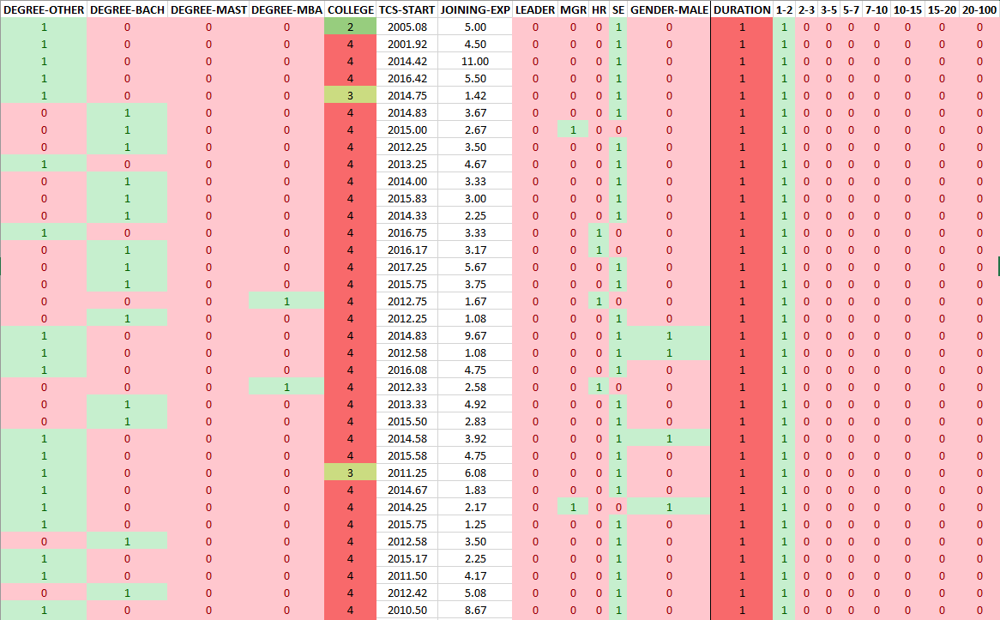 DEGREE-OTHER DEGREE-BACH DEGREE-MAST DEGREE-MBA COLLEGE TCS-START JOINING-EXP LEADER MGR HR SE GENDER-MALE DURATION 1-2 2-3 3-5 5-7 7-10 10-15 15-20 20-100
1 0 0 0 2 2005.08 5.00 0 0 0 1 0 1 1 0 0 0 0 0 0 0
1 0 0 0 4 2001.92 4.50 0 0 0 1 0 1 1 0 0 0 0 0 0 0
1 0 0 0 4 2014.42 11.00 0 0 0 1 0 1 1 0 0 0 0 0 0 0
1 0 0 0 4 2016.42 5.50 0 0 0 1 0 1 1 0 0 0 0 0 0 0
1 0 0 0 3 2014.75 1.42 0 0 0 1 0 1 1 0 0 0 0 0 0 0
0 1 0 0 4 2014.83 3.67 0 0 0 1 0 1 1 0 0 0 0 0 0 0
0 1 0 0 4 2015.00 2.67 0 1 0 0 0 1 1 0 0 0 0 0 0 0
0 1 0 0 4 2012.25 3.50 0 0 0 1 0 1 1 0 0 0 0 0 0 0
1 0 0 0 4 2013.25 4.67 0 0 0 1 0 1 1 0 0 0 0 0 0 0
0 1 0 0 4 2014.00 3.33 0 0 0 1 0 1 1 0 0 0 0 0 0 0
0 1 0 0 4 2015.83 3.00 0 0 0 1 0 1 1 0 0 0 0 0 0 0
0 1 0 0 4 2014.33 2.25 0 0 0 1 0 1 1 0 0 0 0 0 0 0
1 0 0 0 4 2016.75 3.33 0 0 1 0 0 1 1 0 0 0 0 0 0 0
0 1 0 0 4 2016.17 3.17 0 0 1 0 0 1 1 0 0 0 0 0 0 0
0 1 0 0 4 2017.25 5.67 0 0 0 1 0 1 1 0 0 0 0 0 0 0
0 1 0 0 4 2015.75 3.75 0 0 0 1 0 1 1 0 0 0 0 0 0 0
0 0 0 1 4 2012.75 1.67 0 0 1 0 0 1 1 0 0 0 0 0 0 0
0 1 0 0 4 2012.25 1.08 0 0 0 1 0 1 1 0 0 0 0 0 0 0
1 0 0 0 4 2014.83 9.67 0 0 0 1 1 1 1 0 0 0 0 0 0 0
1 0 0 0 4 2012.58 1.08 0 0 0 1 1 1 1 0 0 0 0 0 0 0
1 0 0 0 4 2016.08 4.75 0 0 0 1 0 1 1 0 0 0 0 0 0 0
0 0 0 1 4 2012.33 2.58 0 0 1 0 0 1 1 0 0 0 0 0 0 0
0 1 0 0 4 2013.33 4.92 0 0 0 1 0 1 1 0 0 0 0 0 0 0
0 1 0 0 4 2015.50 2.83 0 0 0 1 0 1 1 0 0 0 0 0 0 0
1 0 0 0 4 2014.58 3.92 0 0 0 1 1 1 1 0 0 0 0 0 0 0
1 0 0 0 4 2015.58 4.75 0 0 0 1 0 1 1 0 0 0 0 0 0 0
1 0 0 0 3 2011.25 6.08 0 0 0 1 0 1 1 0 0 0 0 0 0 0
1 0 0 0 4 2014.67 1.83 0 0 0 1 0 1 1 0 0 0 0 0 0 0
1 0 0 0 4 2014.25 2.17 0 1 0 0 1 1 1 0 0 0 0 0 0 0
1 0 0 0 4 2015.75 1.25 0 0 0 1 0 1 1 0 0 0 0 0 0 0
0 1 0 0 4 2012.58 3.50 0 0 0 1 0 1 1 0 0 0 0 0 0 0
1 0 0 0 4 2015.17 2.25 0 0 0 1 0 1 1 0 0 0 0 0 0 0
1 0 0 0 4 2011.50 4.17 0 0 0 1 0 1 1 0 0 0 0 0 0 0
0 1 0 0 4 2012.42 5.08 0 0 0 1 0 1 1 0 0 0 0 0 0 0
1 0 0 0 4 2010.50 8.67 0 0 0 1 0 1 1 0 0 0 0 0 0 0